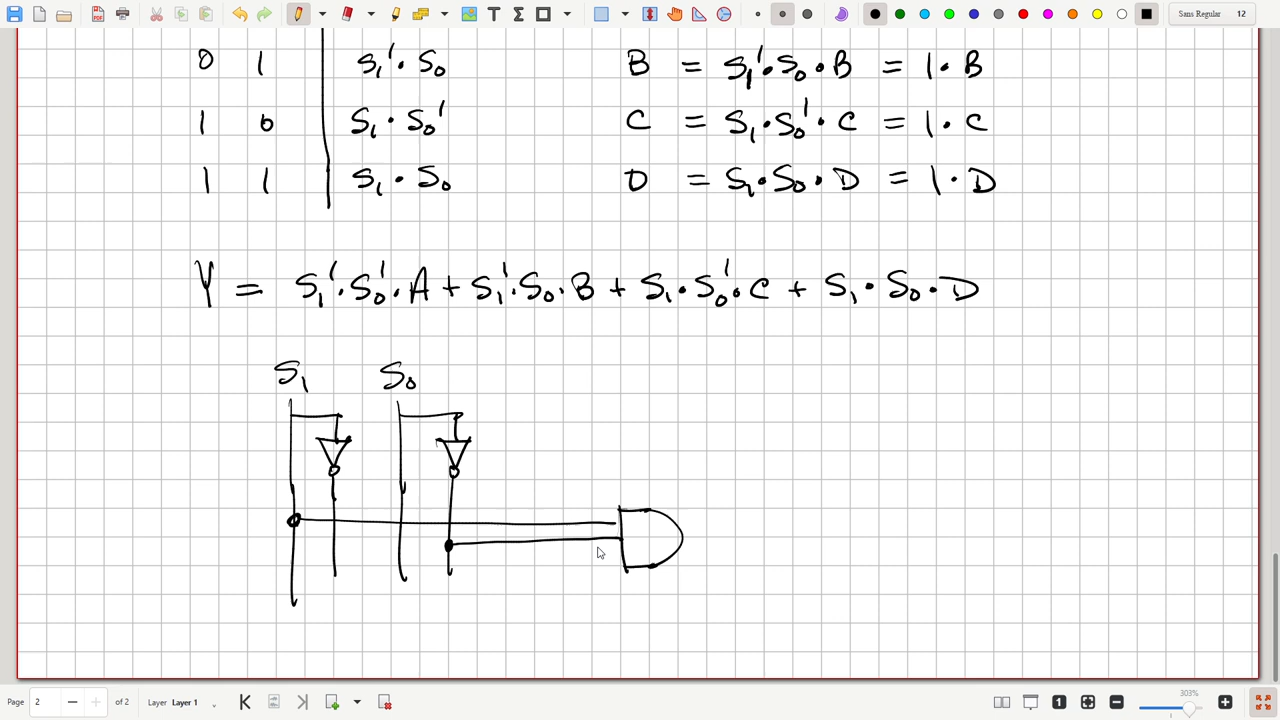 Sans Regular 12
0 1 S₁'·S₀ B = S₁'·S₀·B = 1·B
1 0 S₁·S₀' C = S₁·S₀'·C = 1·C
1 1 S₁·S₀ D = S₁·S₀·D = 1·D
Y = S₁'·S₀'·A + S₁'·S₀·B + S₁·S₀'·C + S₁·S₀·D
S₁ S₀
Page 2 of 2 Layer Layer 1 303%